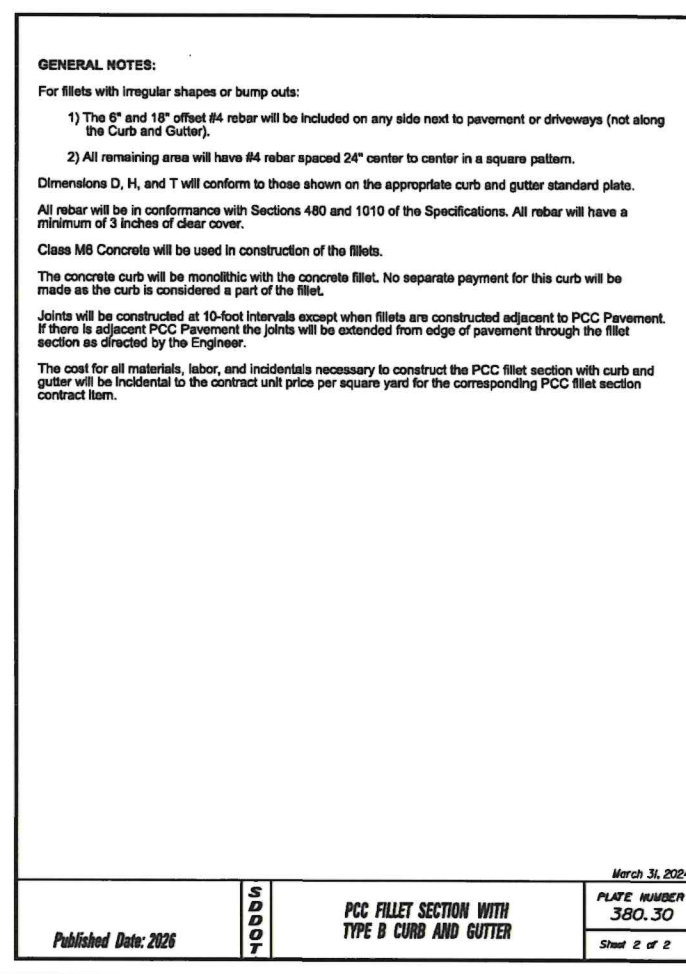 GENERAL NOTES:
For fillets with irregular shapes or bump outs:
1) The 6" and 18" offset #4 rebar will be included on any side next to pavement or driveways (not along
the Curb and Gutter).
2) All remaining area will have #4 rebar spaced 24" center to center in a square pattern.
Dimensions D, H, and T will conform to those shown on the appropriate curb and gutter standard plate.
All rebar will be in conformance with Sections 480 and 1010 of the Specifications. All rebar will have a
minimum of 3 inches of clear cover.
Class M6 Concrete will be used in construction of the fillets.
The concrete curb will be monolithic with the concrete fillet. No separate payment for this curb will be
made as the curb is considered a part of the fillet.
Joints will be constructed at 10-foot intervals except when fillets are constructed adjacent to PCC Pavement.
If there is adjacent PCC Pavement the joints will be extended from edge of pavement through the fillet
section as directed by the Engineer.
The cost for all materials, labor, and incidentals necessary to construct the PCC fillet section with curb and
gutter will be incidental to the contract unit price per square yard for the corresponding PCC fillet section
contract item.
March 31, 202
Published Date: 2026
S
D
D
O
T
PCC FILLET SECTION WITH
TYPE B CURB AND GUTTER
PLATE NUMBER
380.30
Sheet 2 of 2